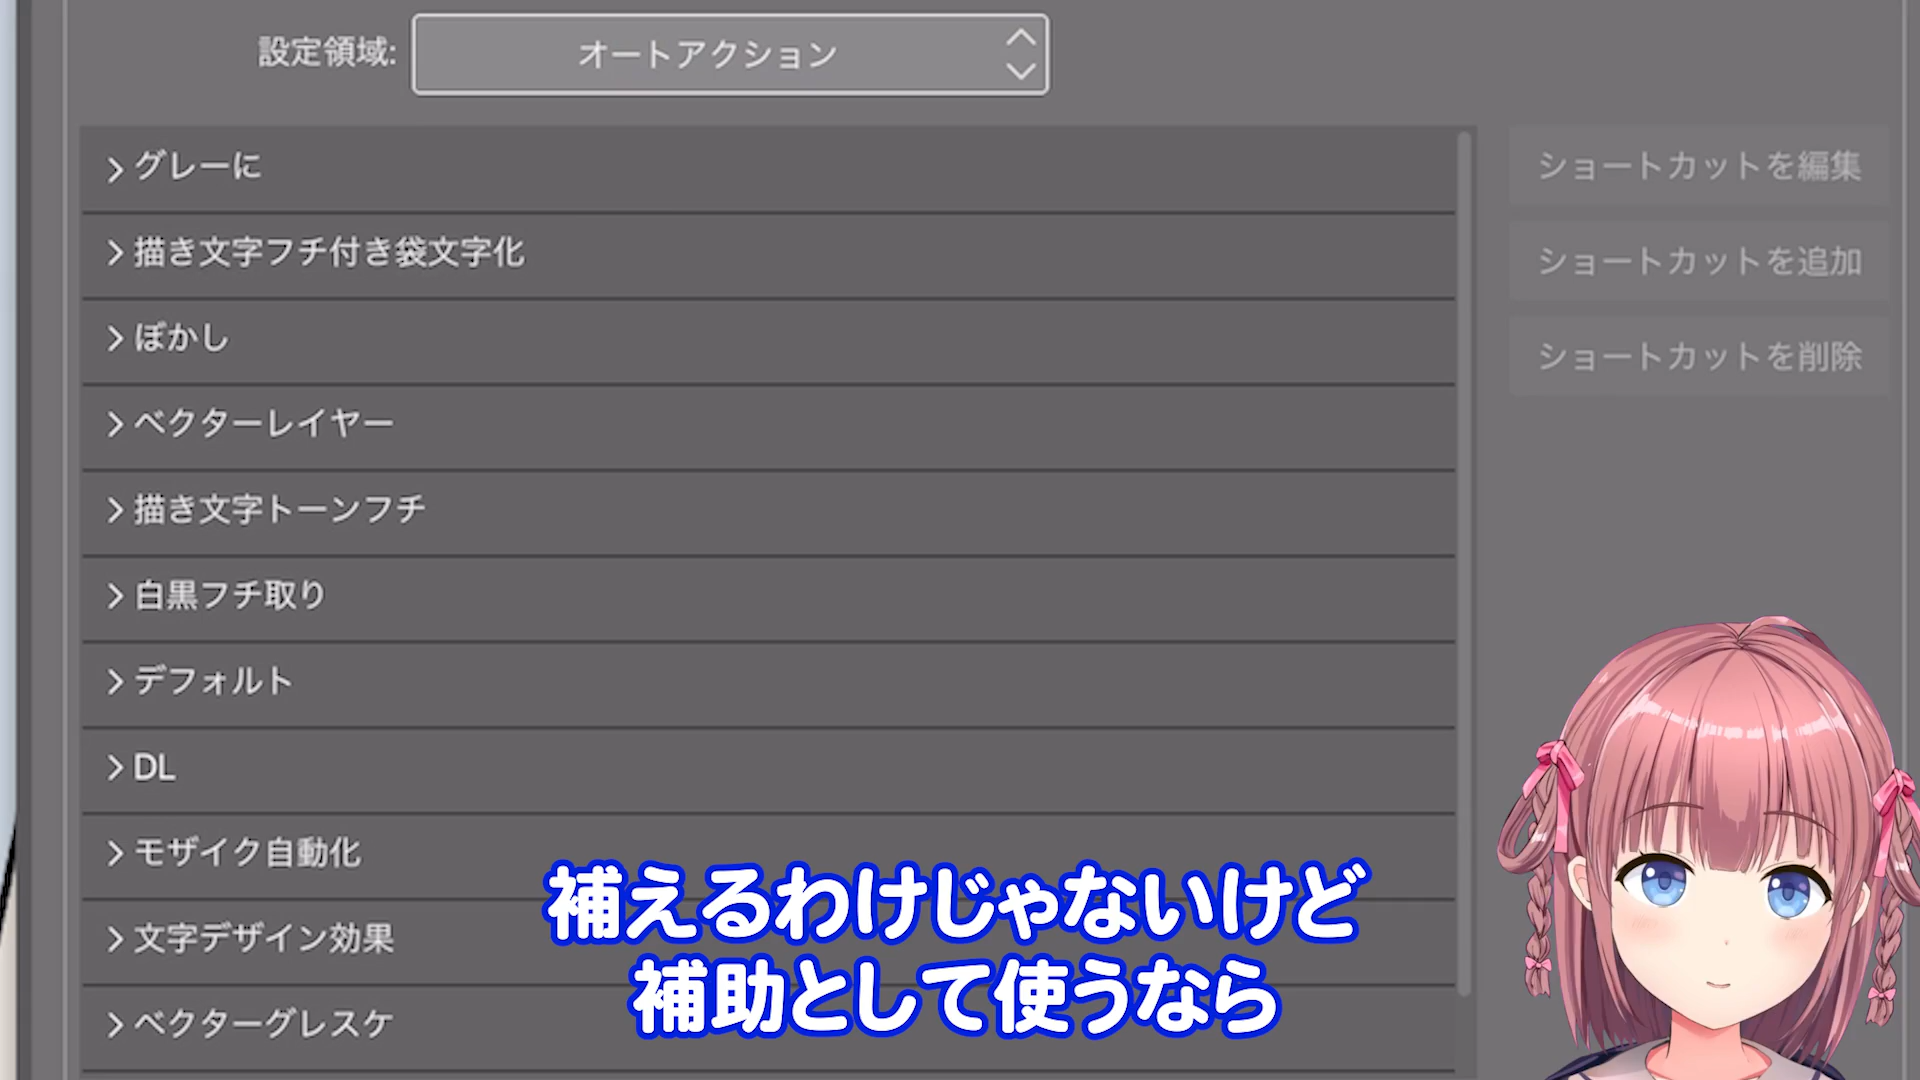 設定領域:
オートアクション
グレーに
描き文字フチ付き袋文字化
ぼかし
ベクターレイヤー
描き文字トーンフチ
白黒フチ取り
デフォルト
DL
モザイク自動化
文字デザイン効果
ベクターグレスケ
ショートカットを編集
ショートカットを追加
ショートカットを削除
補えるわけじゃないけど
補助として使うなら